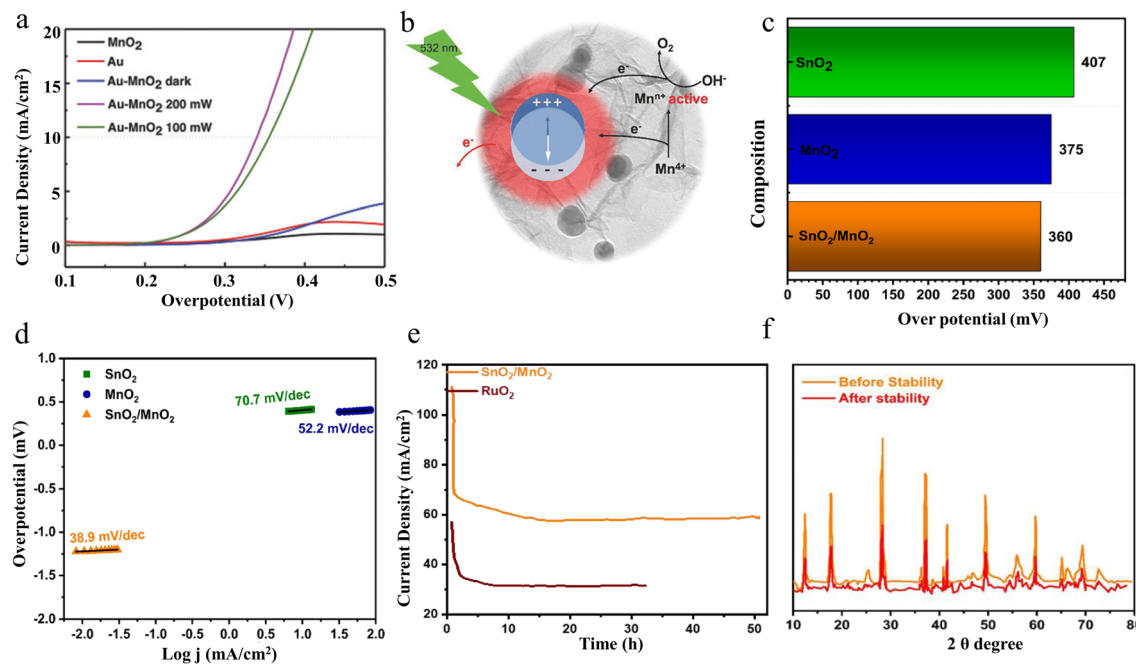 a
Current Density (mA/cm²)
20
15
10
5
0
MnO₂
Au
Au-MnO₂ dark
Au-MnO₂ 200 mW
Au-MnO₂ 100 mW
0.1 0.2 0.3 0.4 0.5
Overpotential (V)
b
532 nm
O₂
e⁻
OH⁻
Mnⁿ⁺ active
+++
e⁻
e⁻
- - -
Mn⁴⁺
c
Composition
SnO₂ 407
MnO₂ 375
SnO₂/MnO₂ 360
0 50 100 150 200 250 300 350 400 450
Over potential (mV)
d
Overpotential (mV)
1.0
0.5
0.0
-0.5
-1.0
-1.5
-2.0
SnO₂
MnO₂
SnO₂/MnO₂
70.7 mV/dec
52.2 mV/dec
38.9 mV/dec
-2.0 -1.5 -1.0 -0.5 0.0 0.5 1.0 1.5 2.0
Log j (mA/cm²)
e
Current Density (mA/cm²)
120
100
80
60
40
20
SnO₂/MnO₂
RuO₂
0 10 20 30 40 50
Time (h)
f
Before Stability
After stability
10 20 30 40 50 60 70 80
2 θ degree